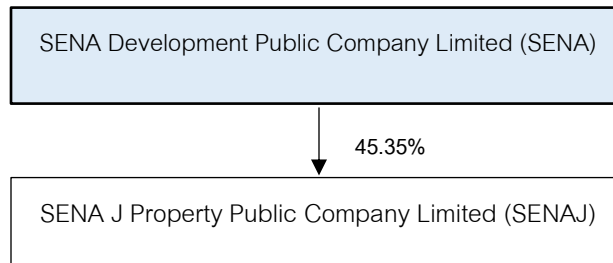 SENA Development Public Company Limited (SENA)
45.35%
SENA J Property Public Company Limited (SENAJ)